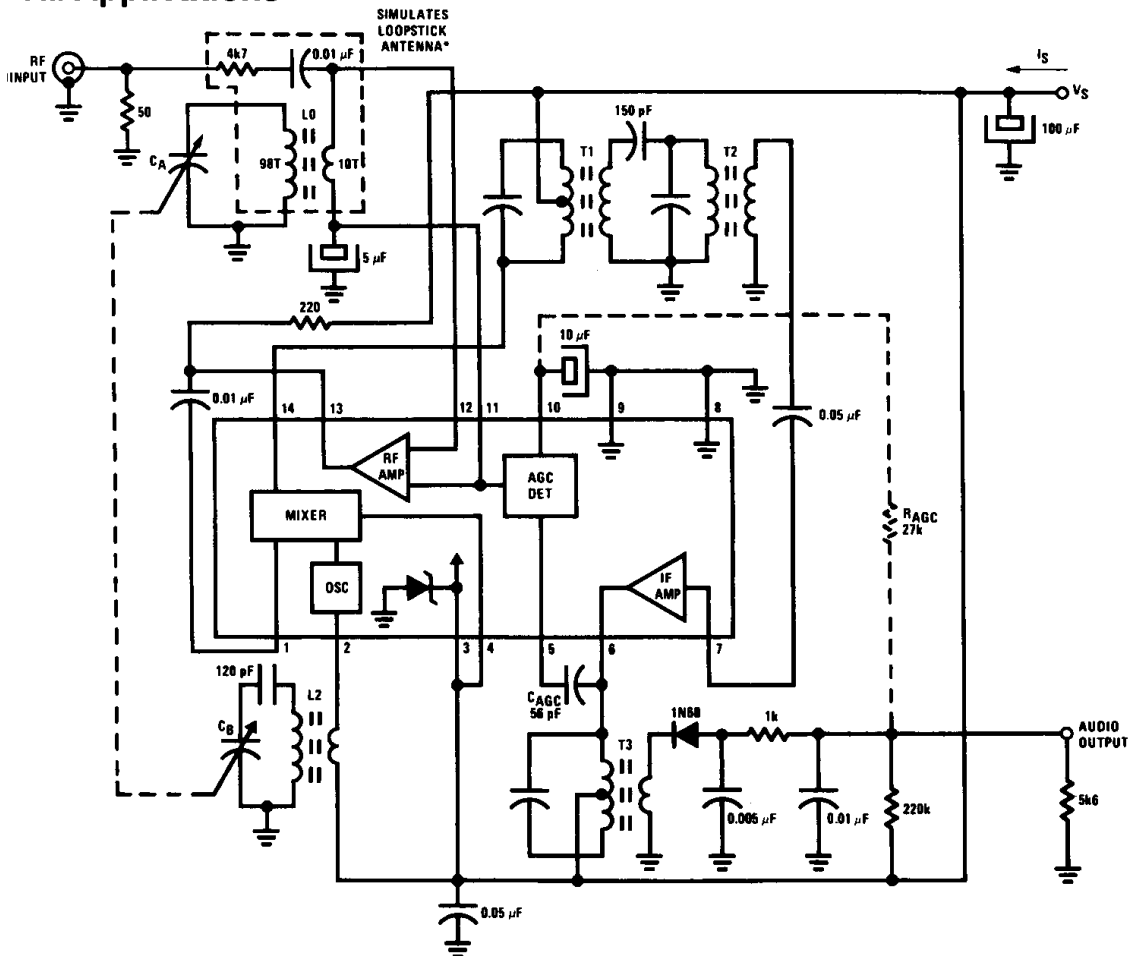 SIMULATES
LOOPSTICK
ANTENNA*
RF
INPUT
4k7
0.01 µF
50
L0
CA
98T
10T
5 µF
220
IS
VS
100 µF
150 pF
T1
T2
10 µF
0.01 µF
0.05 µF
14
13
12
11
10
9
8
RF
AMP
AGC
DET
MIXER
RAGC
27k
OSC
IF
AMP
1
2
3
4
5
6
7
120 pF
L2
CB
CAGC
56 pF
T3
1N60
1k
AUDIO
OUTPUT
0.005 µF
0.01 µF
220k
5k6
0.05 µF